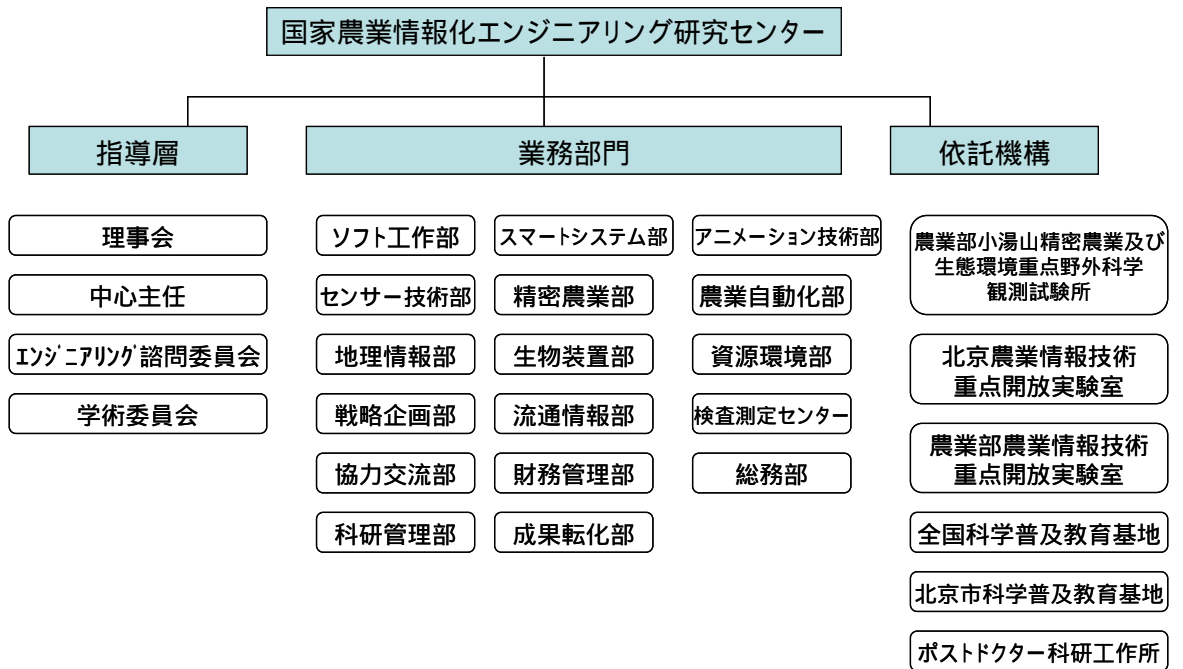 国家農業情報化エンジニアリング研究センター
指導層
業務部門
依託機構
理事会
中心主任
ｴﾝｼﾞﾆｱﾘﾝｸﾞ諮問委員会
学術委員会
ソフト工作部
スマートシステム部
アニメーション技術部
センサー技術部
精密農業部
農業自動化部
地理情報部
生物装置部
資源環境部
戦略企画部
流通情報部
検査測定センター
協力交流部
財務管理部
総務部
科研管理部
成果転化部
農業部小湯山精密農業及び
生態環境重点野外科学
観測試験所
北京農業情報技術
重点開放実験室
農業部農業情報技術
重点開放実験室
全国科学普及教育基地
北京市科学普及教育基地
ポストドクター科研工作所